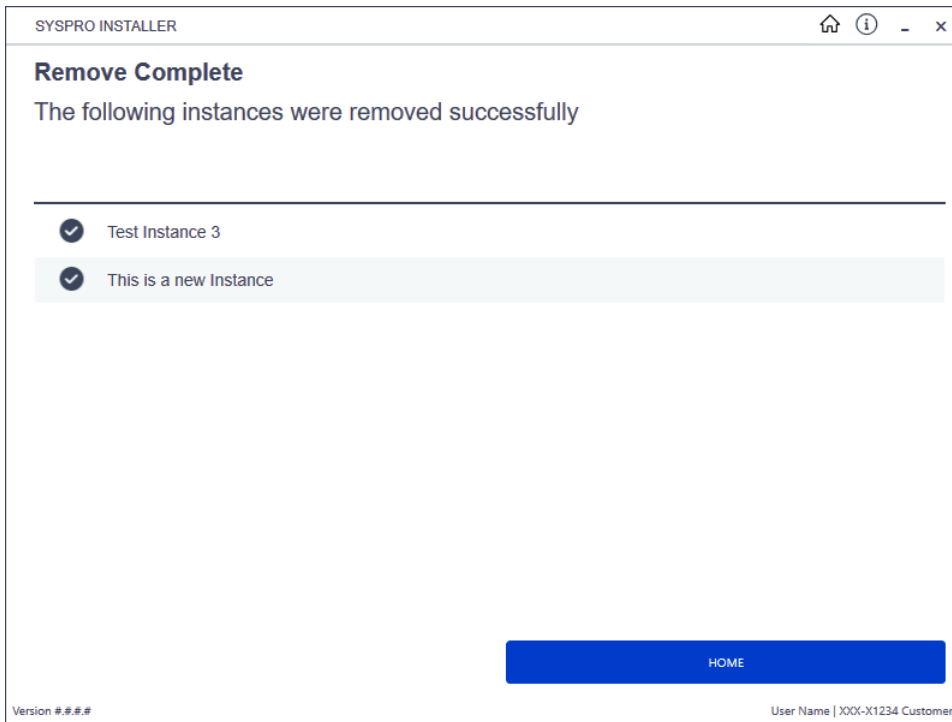 SYSPRO INSTALLER
Remove Complete
The following instances were removed successfully
Test Instance 3
This is a new Instance
HOME
Version #.#.#.#
User Name | XXX-X1234 Customer